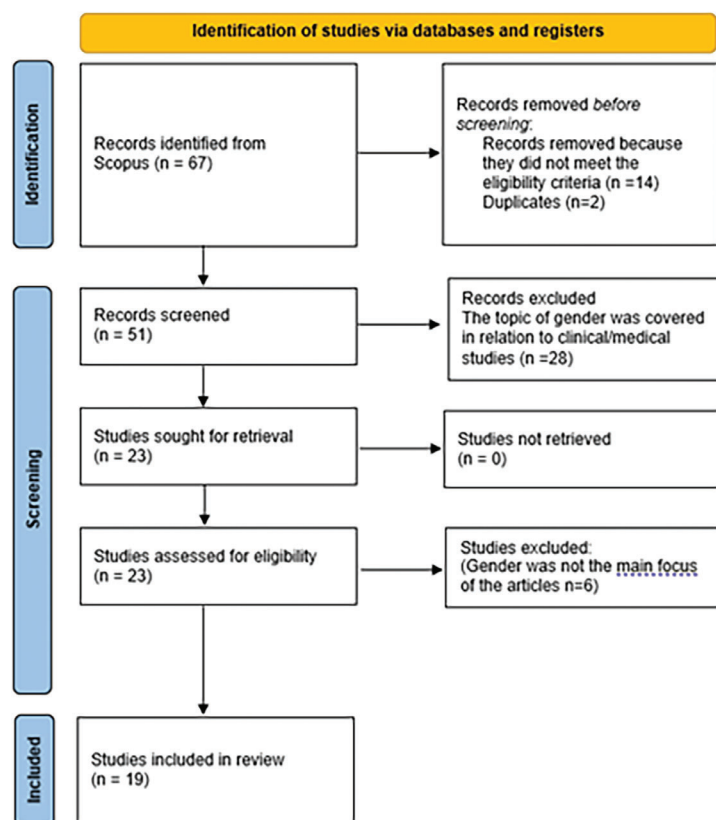 Identification of studies via databases and registers
Identification
Records identified from
Scopus (n = 67)
Records removed before
screening:
Records removed because
they did not meet the
eligibility criteria (n =14)
Duplicates (n=2)
Screening
Records screened
(n = 51)
Records excluded
The topic of gender was covered
in relation to clinical/medical
studies (n =28)
Studies sought for retrieval
(n = 23)
Studies not retrieved
(n = 0)
Studies assessed for eligibility
(n = 23)
Studies excluded:
(Gender was not the main focus
of the articles n=6)
Included
Studies included in review
(n = 19)